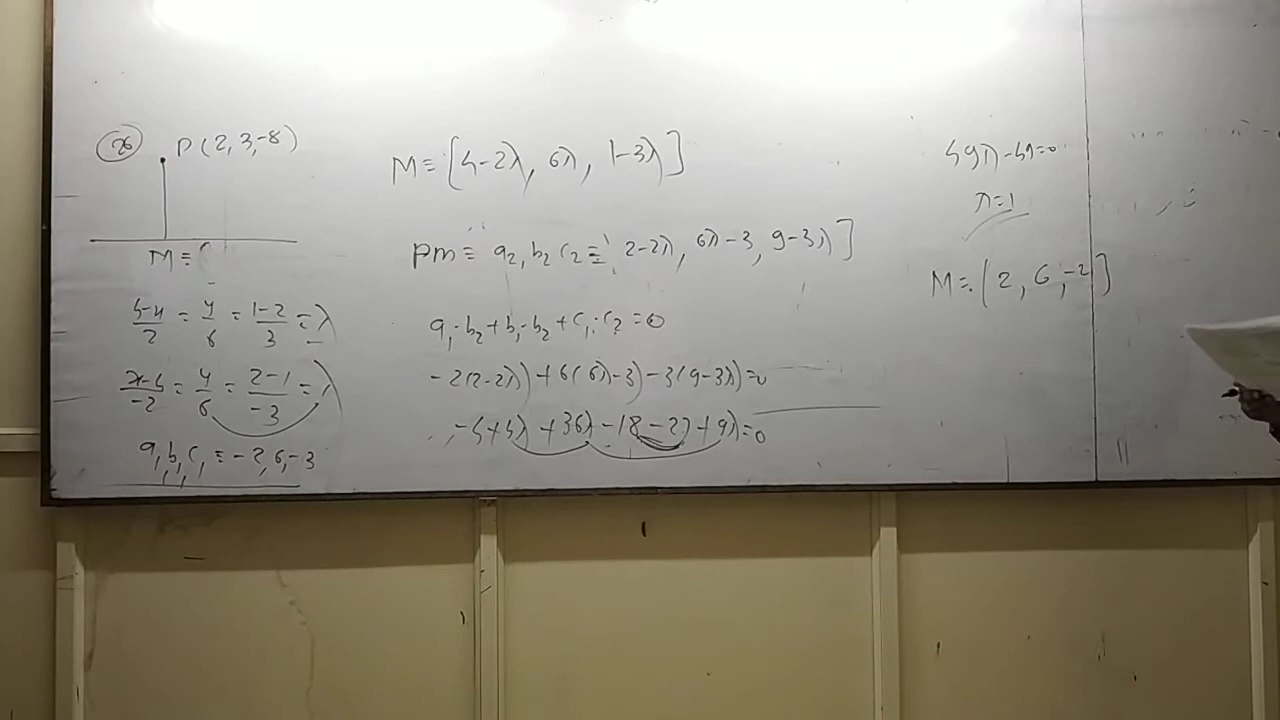 26 P(2, 3, -8)
M ≡ (
4-x/2 = y/6 = 1-z/3 = λ
x-4/-2 = y/6 = z-1/-3 = λ
a₁, b₁, c₁ ≡ -2, 6, -3
M ≡ [4-2λ, 6λ, 1-3λ]
PM ≡ a₂, b₂ c₂ ≡ 2-2λ, 6λ-3, 9-3λ]
a₁·b₂ + b₁·b₂ + c₁·c₂ = 0
-2(2-2λ)) + 6(6λ-3) - 3(9-3λ) = 0
-4+4λ + 36λ - 18 - 27 + 9λ = 0
49λ - 49 = 0
λ = 1
M ≡ (2, 6, -2]